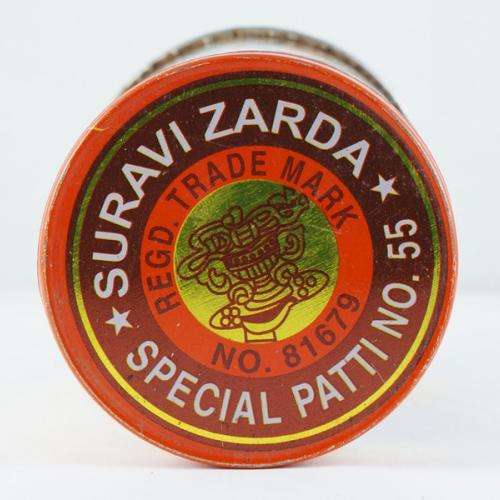 SURAVI ZARDA
REGD. TRADE MARK
NO. 81679
SPECIAL PATTI NO. 55